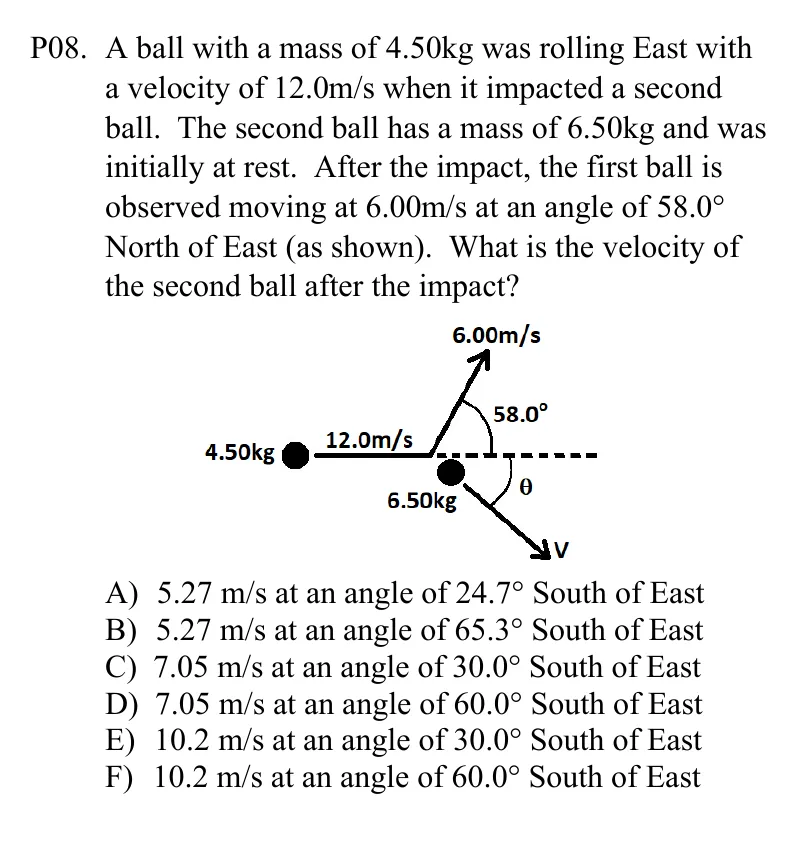 P08. A ball with a mass of 4.50kg was rolling East with
a velocity of 12.0m/s when it impacted a second
ball. The second ball has a mass of 6.50kg and was
initially at rest. After the impact, the first ball is
observed moving at 6.00m/s at an angle of 58.0°
North of East (as shown). What is the velocity of
the second ball after the impact?
6.00m/s
58.0°
12.0m/s
4.50kg
θ
6.50kg
V
A) 5.27 m/s at an angle of 24.7° South of East
B) 5.27 m/s at an angle of 65.3° South of East
C) 7.05 m/s at an angle of 30.0° South of East
D) 7.05 m/s at an angle of 60.0° South of East
E) 10.2 m/s at an angle of 30.0° South of East
F) 10.2 m/s at an angle of 60.0° South of East